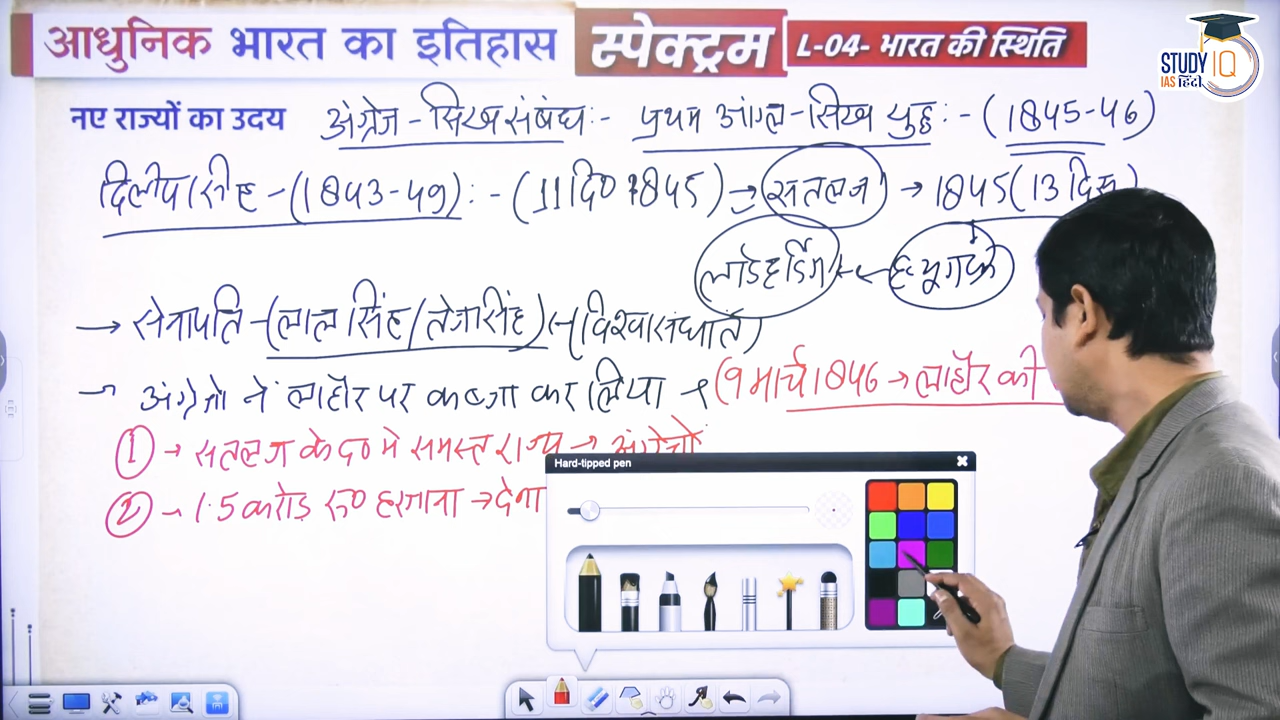 आधुनिक भारत का इतिहास स्पेक्ट्रम L-04- भारत की स्थिति
STUDY IQ
IAS हिंदी
नए राज्यों का उदय अंग्रेज - सिख संबंध:- प्रथम आंग्ल - सिख युद्ध :- (1845-46)
दिलीप सिंह - (1843-49) :- (11 दि० 1845) → सतलज → 1845 (13 दिस
लार्ड हार्डिंग ←
→ सेनापति - (लाल सिंह / तेजासिंह) - (विश्वासघात)
→ अंग्रेजो ने लाहौर पर कब्जा कर लिया (9 मार्च 1846 → लाहौर की
① → सतलज के द० मे समस्त राज्य → अंग्रेजों
② → 1.5 करोड़ रु० हरजाना → देना
Hard-tipped pen